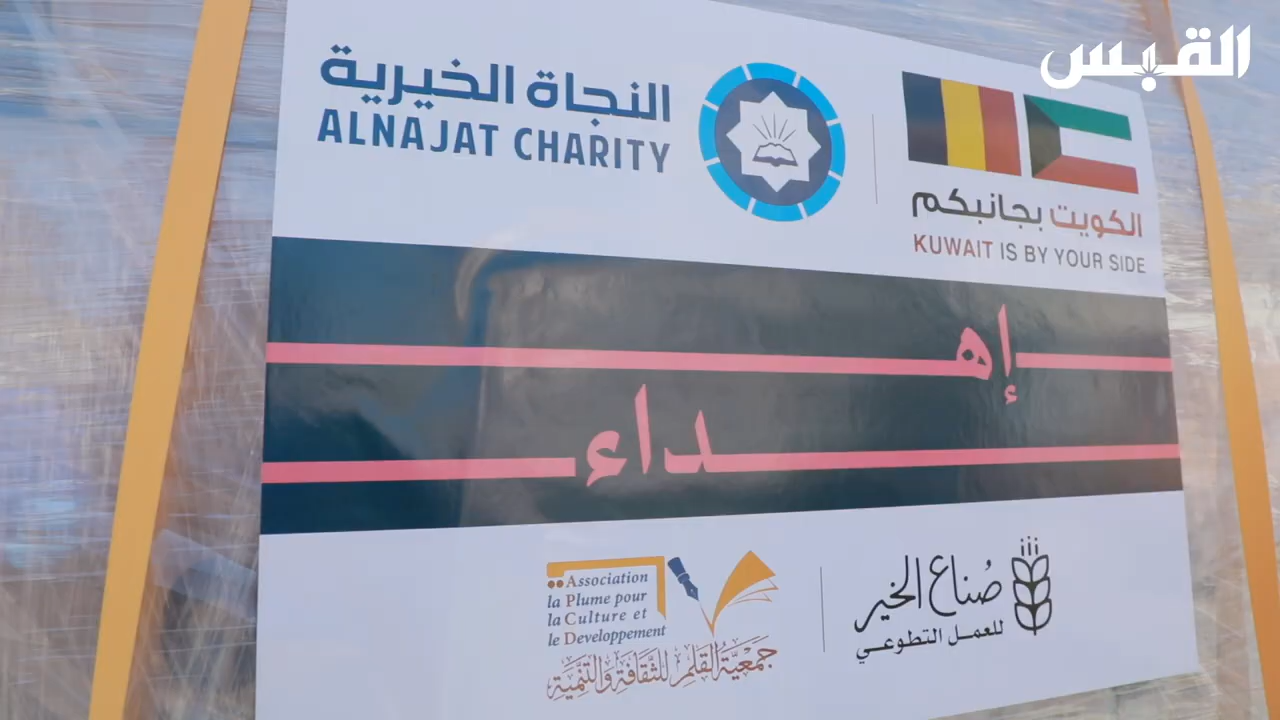 القبس
النجاة الخيرية
ALNAJAT CHARITY
الكويت بجانبكم
KUWAIT IS BY YOUR SIDE
إهـــداء
Association
la Plume pour
la Culture et
le Developpement
جمعية القلم للثقافة والتنمية
صناع الخير
للعمل التطوعي